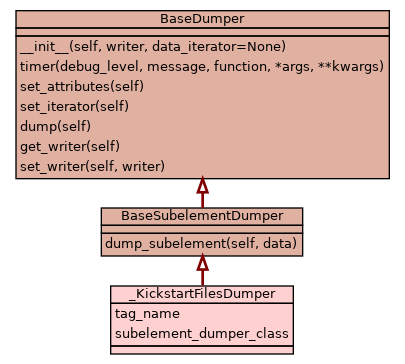 BaseDumper
__init__(self, writer, data_iterator=None)
timer(debug_level, message, function, *args, **kwargs)
set_attributes(self)
set_iterator(self)
dump(self)
get_writer(self)
set_writer(self, writer)
BaseSubelementDumper
dump_subelement(self, data)
_KickstartFilesDumper
tag_name
subelement_dumper_class